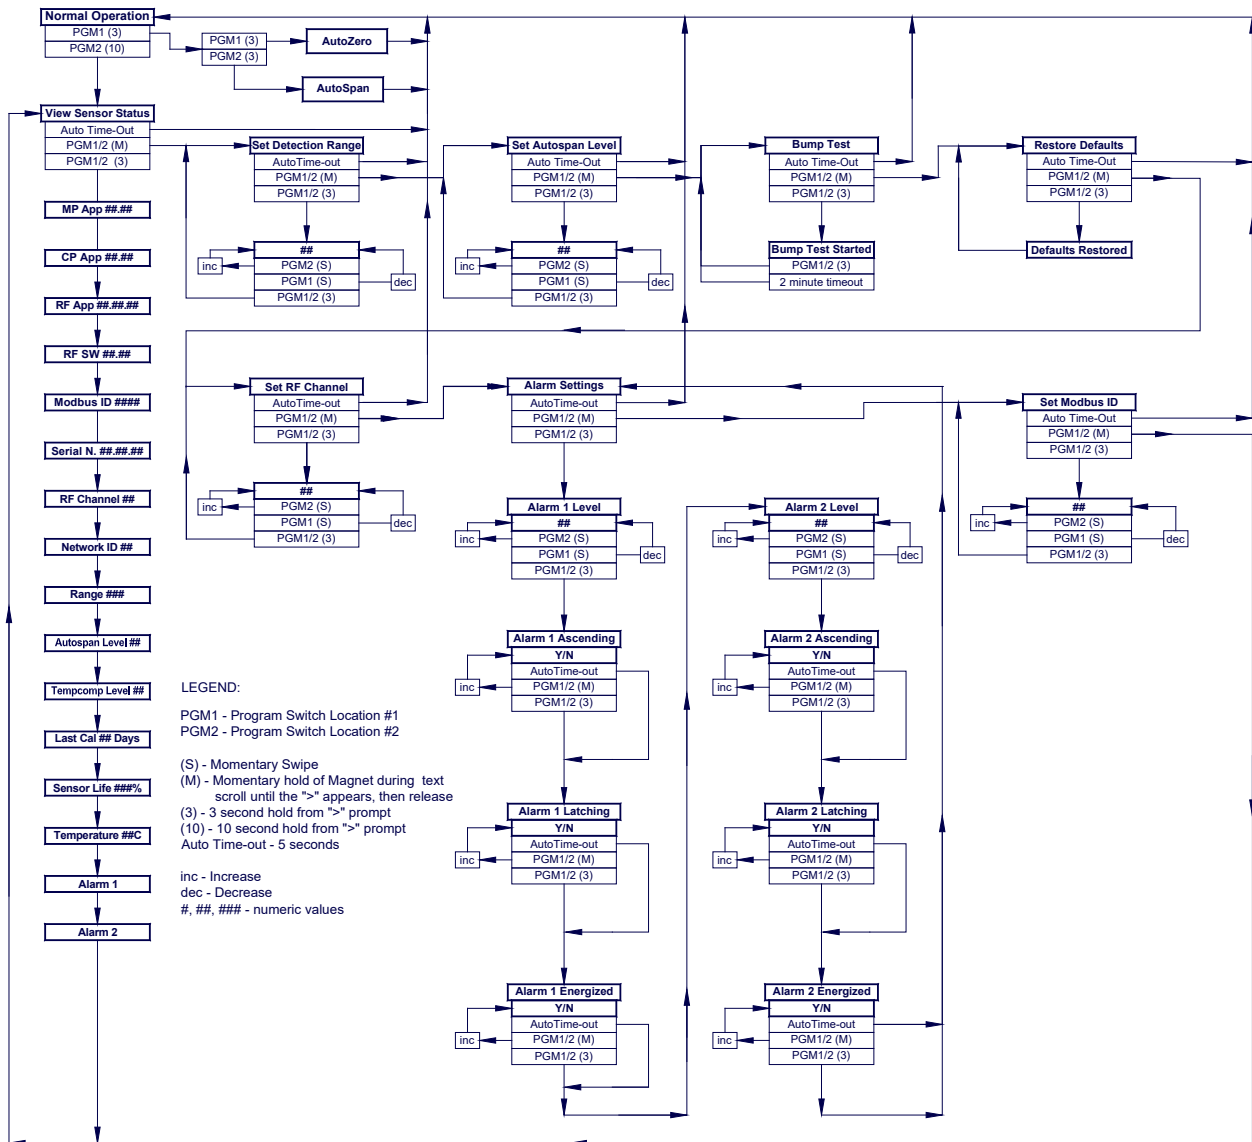 Normal Operation
PGM1 (3)
PGM2 (10)
PGM1 (3)
PGM2 (3)
AutoZero
AutoSpan
View Sensor Status
Auto Time-Out
PGM1/2 (M)
PGM1/2 (3)
Set Detection Range
AutoTime-out
PGM1/2 (M)
PGM1/2 (3)
##
PGM2 (S)
PGM1 (S)
PGM1/2 (3)
inc
dec
Set Autospan Level
Auto Time-out
PGM1/2 (M)
PGM1/2 (3)
##
PGM2 (S)
PGM1 (S)
PGM1/2 (3)
inc
dec
Bump Test
Auto Time-Out
PGM1/2 (M)
PGM1/2 (3)
Bump Test Started
PGM1/2 (3)
2 minute timeout
Restore Defaults
Auto Time-Out
PGM1/2 (M)
PGM1/2 (3)
Defaults Restored
MP App ##.##
CP App ##.##
RF App ##.##.##
RF SW ##.##
Modbus ID ####
Serial N. ##.##.##
RF Channel ##
Network ID ##
Range ###
Autospan Level ##
Tempcomp Level ##
Last Cal ## Days
Sensor Life ###%
Temperature ##C
Alarm 1
Alarm 2
Set RF Channel
AutoTime-out
PGM1/2 (M)
PGM1/2 (3)
##
PGM2 (S)
PGM1 (S)
PGM1/2 (3)
inc
dec
Alarm Settings
AutoTime-out
PGM1/2 (M)
PGM1/2 (3)
Set Modbus ID
Auto Time-Out
PGM1/2 (M)
PGM1/2 (3)
##
PGM2 (S)
PGM1 (S)
PGM1/2 (3)
inc
dec
Alarm 1 Level
##
PGM2 (S)
PGM1 (S)
PGM1/2 (3)
inc
dec
Alarm 2 Level
##
PGM2 (S)
PGM1 (S)
PGM1/2 (3)
inc
dec
Alarm 1 Ascending
Y/N
AutoTime-out
PGM1/2 (M)
PGM1/2 (3)
inc
Alarm 2 Ascending
Y/N
AutoTime-out
PGM1/2 (M)
PGM1/2 (3)
inc
LEGEND:
PGM1 - Program Switch Location #1
PGM2 - Program Switch Location #2
(S) - Momentary Swipe
(M) - Momentary hold of Magnet during text
scroll until the ">" appears, then release
(3) - 3 second hold from ">" prompt
(10) - 10 second hold from ">" prompt
Auto Time-out - 5 seconds
inc - Increase
dec - Decrease
#, ##, ### - numeric values
Alarm 1 Latching
Y/N
AutoTime-out
PGM1/2 (M)
PGM1/2 (3)
inc
Alarm 2 Latching
Y/N
AutoTime-out
PGM1/2 (M)
PGM1/2 (3)
inc
Alarm 1 Energized
Y/N
AutoTime-out
PGM1/2 (M)
PGM1/2 (3)
inc
Alarm 2 Energized
Y/N
AutoTime-out
PGM1/2 (M)
PGM1/2 (3)
inc